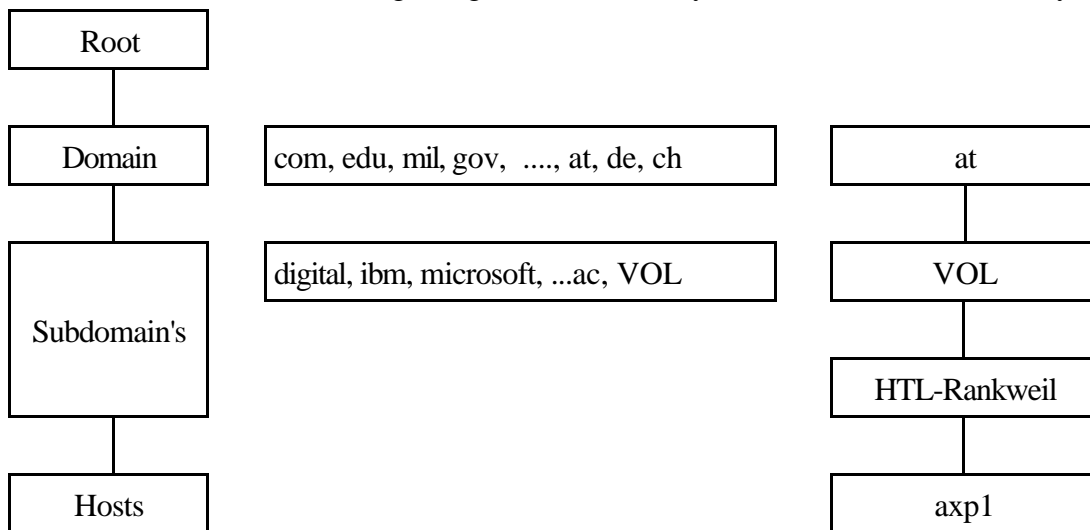 Root
Domain
com, edu, mil, gov, ...., at, de, ch
at
Subdomain's
digital, ibm, microsoft, ...ac, VOL
VOL
HTL-Rankweil
Hosts
axp1